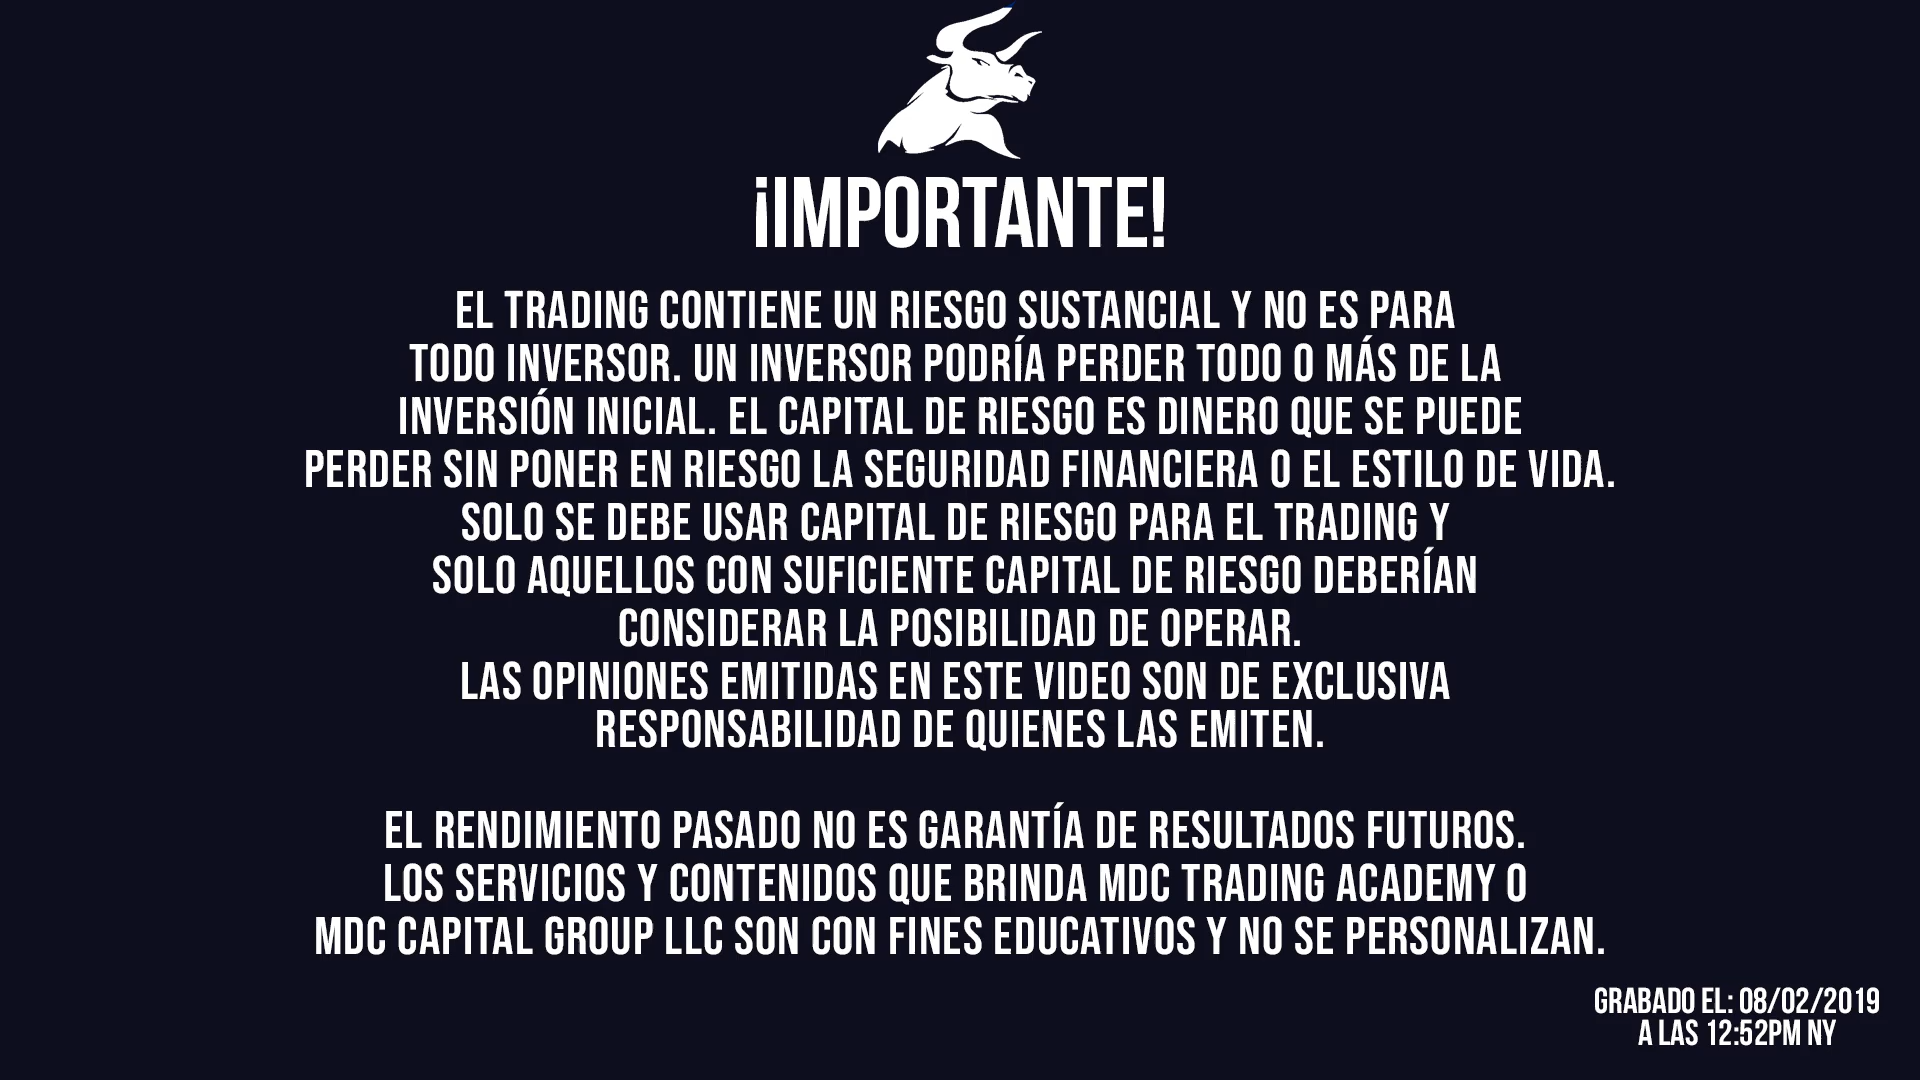 ¡IMPORTANTE!
EL TRADING CONTIENE UN RIESGO SUSTANCIAL Y NO ES PARA
TODO INVERSOR. UN INVERSOR PODRÍA PERDER TODO O MÁS DE LA
INVERSIÓN INICIAL. EL CAPITAL DE RIESGO ES DINERO QUE SE PUEDE
PERDER SIN PONER EN RIESGO LA SEGURIDAD FINANCIERA O EL ESTILO DE VIDA.
SOLO SE DEBE USAR CAPITAL DE RIESGO PARA EL TRADING Y
SOLO AQUELLOS CON SUFICIENTE CAPITAL DE RIESGO DEBERÍAN
CONSIDERAR LA POSIBILIDAD DE OPERAR.
LAS OPINIONES EMITIDAS EN ESTE VIDEO SON DE EXCLUSIVA
RESPONSABILIDAD DE QUIENES LAS EMITEN.
EL RENDIMIENTO PASADO NO ES GARANTÍA DE RESULTADOS FUTUROS.
LOS SERVICIOS Y CONTENIDOS QUE BRINDA MDC TRADING ACADEMY O
MDC CAPITAL GROUP LLC SON CON FINES EDUCATIVOS Y NO SE PERSONALIZAN.
GRABADO EL: 08/02/2019
A LAS 12:52PM NY